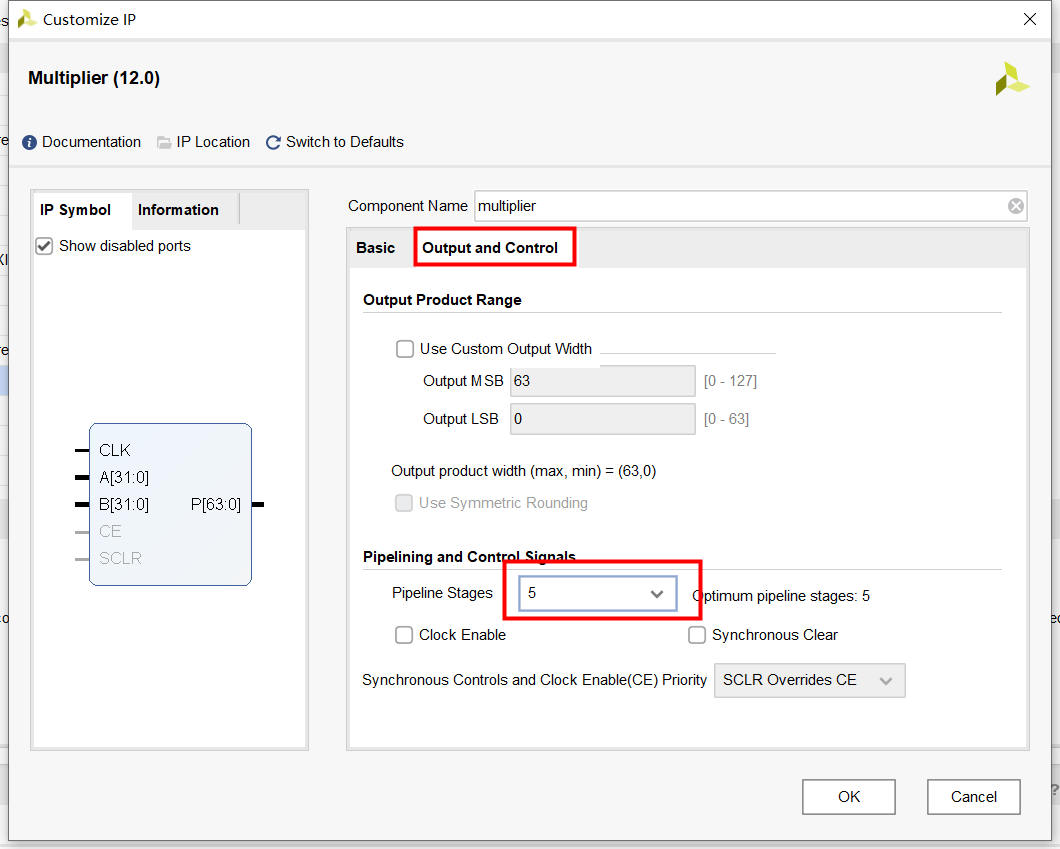 Customize IP
Multiplier (12.0)
Documentation IP Location Switch to Defaults
IP Symbol Information
Show disabled ports
CLK
A[31:0]
B[31:0] P[63:0]
CE
SCLR
Component Name multiplier
Basic Output and Control
Output Product Range
Use Custom Output Width
Output MSB 63 [0 - 127]
Output LSB 0 [0 - 63]
Output product width (max, min) = (63,0)
Use Symmetric Rounding
Pipelining and Control Signals
Pipeline Stages 5 Optimum pipeline stages: 5
Clock Enable Synchronous Clear
Synchronous Controls and Clock Enable(CE) Priority SCLR Overrides CE
OK Cancel